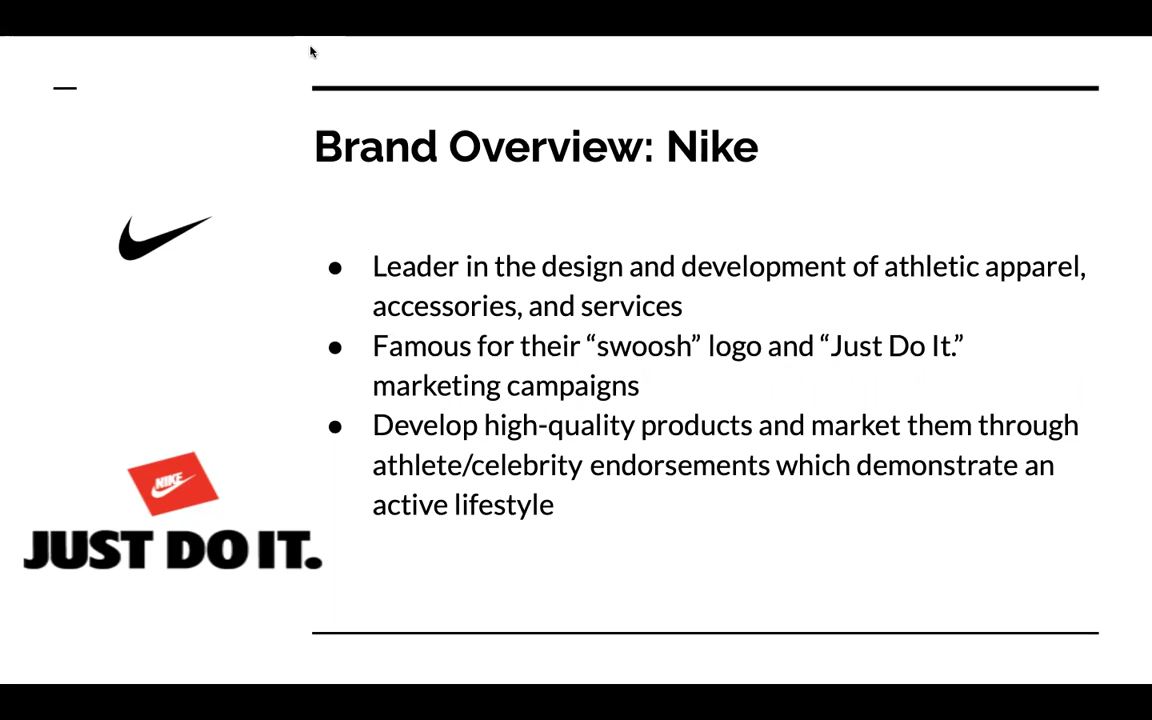 Brand Overview: Nike
● Leader in the design and development of athletic apparel,
accessories, and services
● Famous for their “swoosh” logo and “Just Do It.”
marketing campaigns
● Develop high-quality products and market them through
athlete/celebrity endorsements which demonstrate an
active lifestyle
NIKE
JUST DO IT.